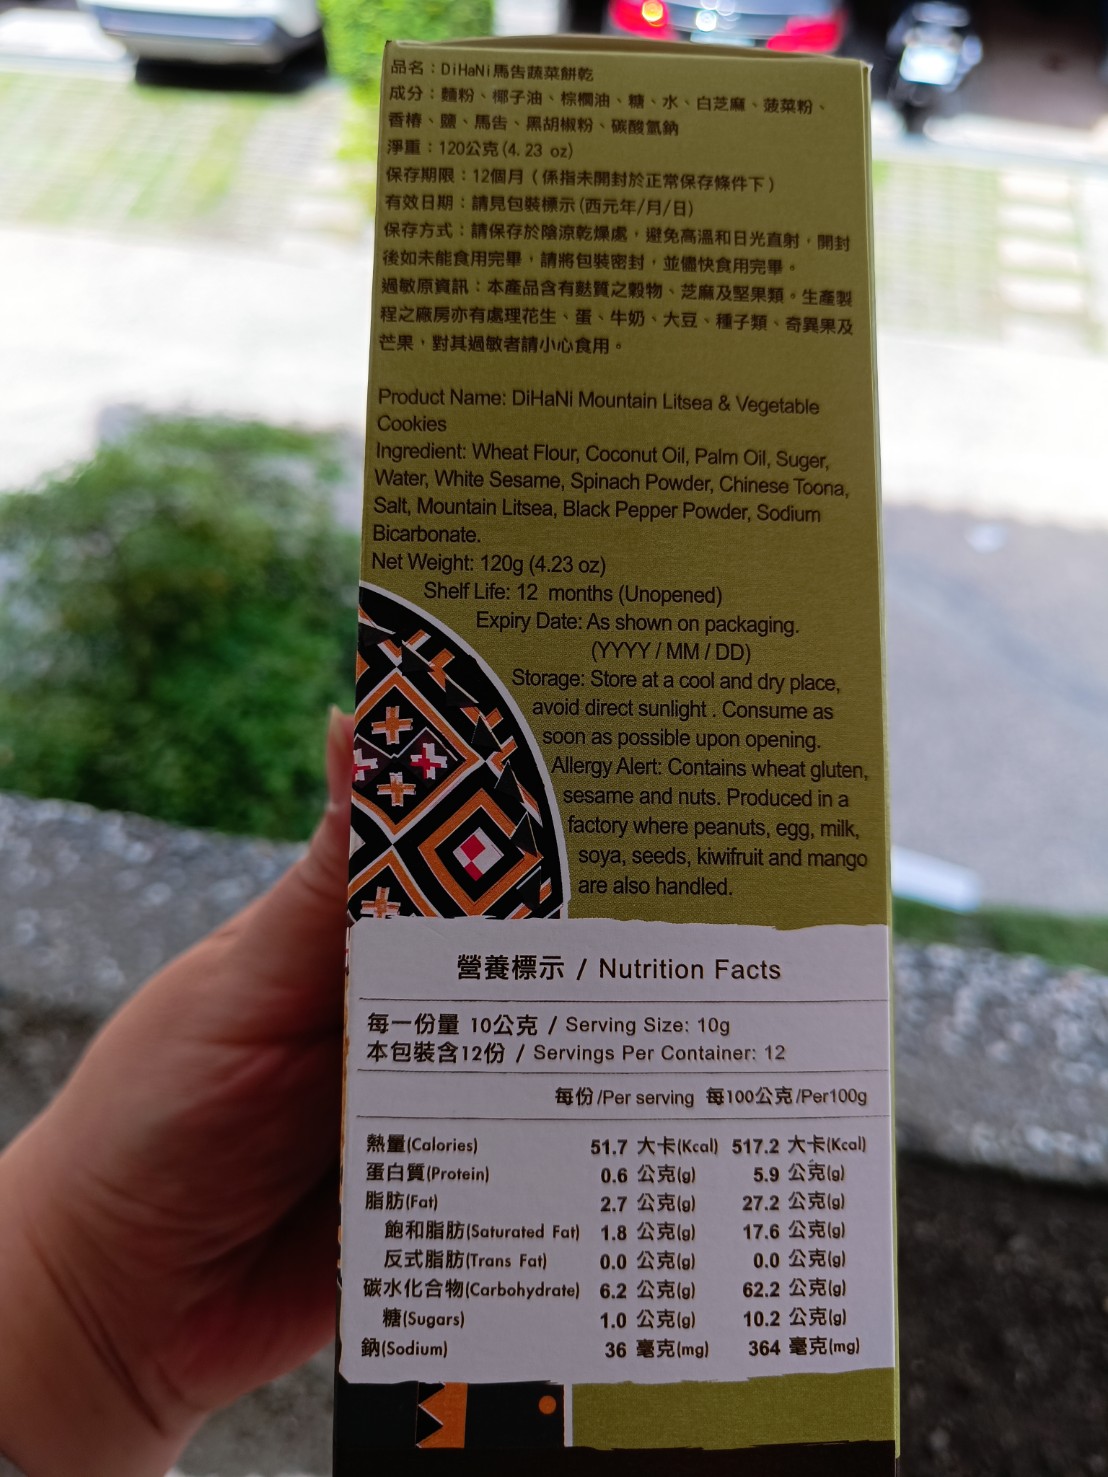 品名：DiHaNi馬告蔬菜餅乾
成分：麵粉、椰子油、棕櫚油、糖、水、白芝麻、菠菜粉、
香椿、鹽、馬告、黑胡椒粉、碳酸氫鈉
淨重：120公克(4.23 oz)
保存期限：12個月（係指未開封於正常保存條件下）
有效日期：請見包裝標示(西元年/月/日)
保存方式：請保存於陰涼乾燥處，避免高溫和日光直射，開封
後如未能食用完畢，請將包裝密封，並儘快食用完畢。
過敏原資訊：本產品含有麩質之穀物、芝麻及堅果類。生產製
程之廠房亦有處理花生、蛋、牛奶、大豆、種子類、奇異果及
芒果，對其過敏者請小心食用。
Product Name: DiHaNi Mountain Litsea & Vegetable
Cookies
Ingredient: Wheat Flour, Coconut Oil, Palm Oil, Suger,
Water, White Sesame, Spinach Powder, Chinese Toona,
Salt, Mountain Litsea, Black Pepper Powder, Sodium
Bicarbonate.
Net Weight: 120g (4.23 oz)
Shelf Life: 12 months (Unopened)
Expiry Date: As shown on packaging.
(YYYY / MM / DD)
Storage: Store at a cool and dry place,
avoid direct sunlight . Consume as
soon as possible upon opening.
Allergy Alert: Contains wheat gluten,
sesame and nuts. Produced in a
factory where peanuts, egg, milk,
soya, seeds, kiwifruit and mango
are also handled.
營養標示 / Nutrition Facts
每一份量 10公克 / Serving Size: 10g
本包裝含12份 / Servings Per Container: 12
每份/Per serving 每100公克/Per100g
熱量(Calories) 51.7 大卡(Kcal) 517.2 大卡(Kcal)
蛋白質(Protein) 0.6 公克(g) 5.9 公克(g)
脂肪(Fat) 2.7 公克(g) 27.2 公克(g)
飽和脂肪(Saturated Fat) 1.8 公克(g) 17.6 公克(g)
反式脂肪(Trans Fat) 0.0 公克(g) 0.0 公克(g)
碳水化合物(Carbohydrate) 6.2 公克(g) 62.2 公克(g)
糖(Sugars) 1.0 公克(g) 10.2 公克(g)
鈉(Sodium) 36 毫克(mg) 364 毫克(mg)